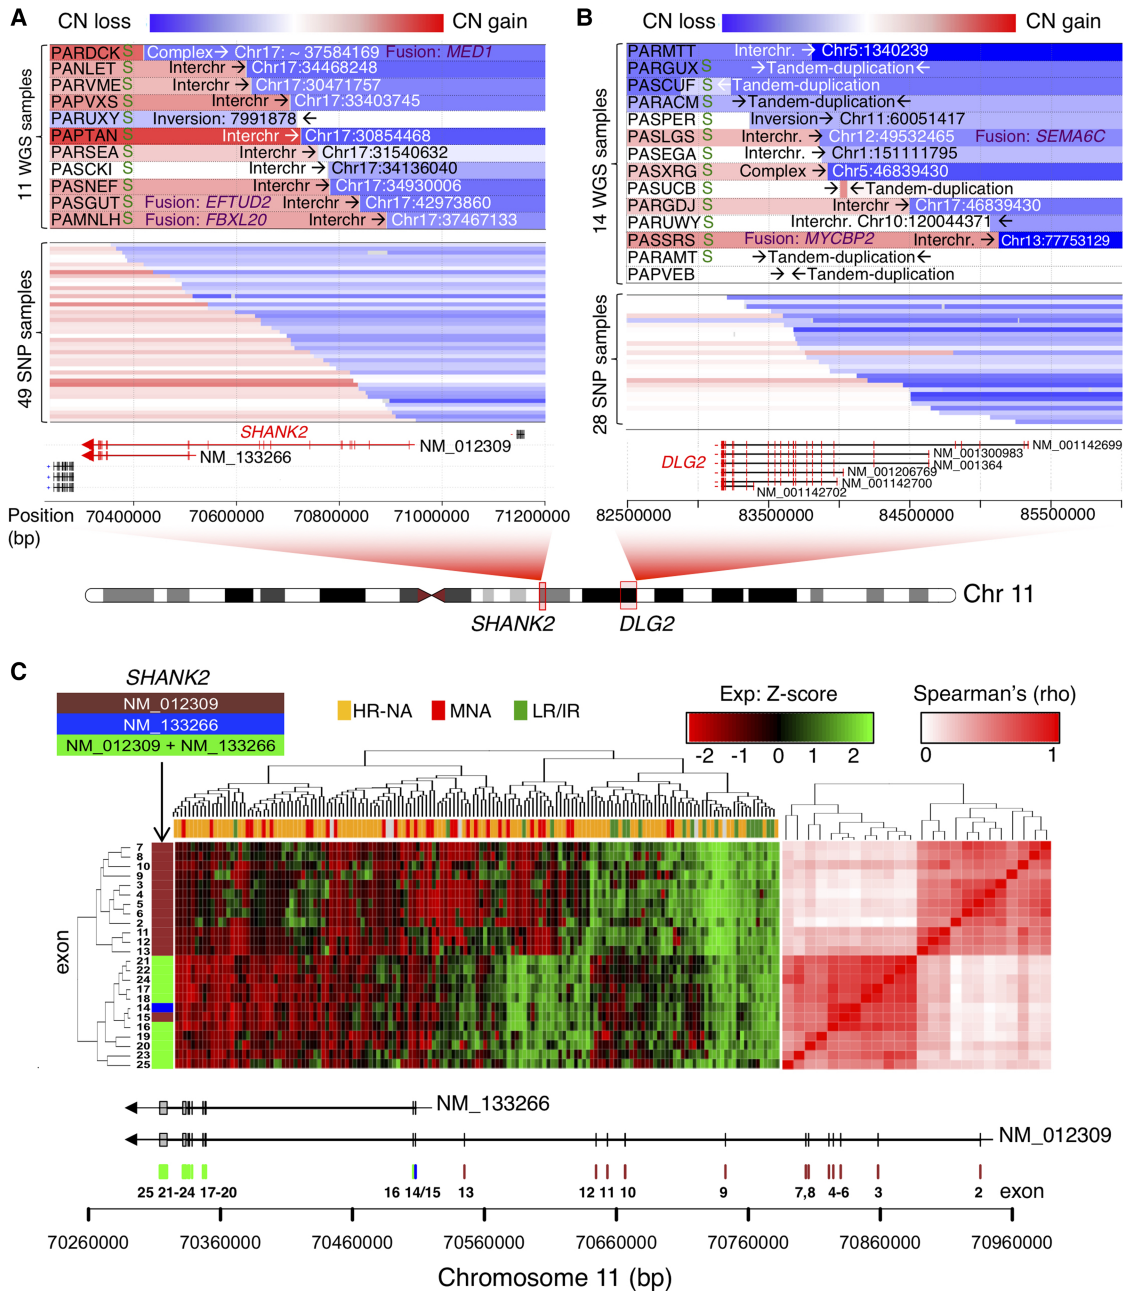 A
CN loss
CN gain
11 WGS samples
PARDCK S Complex→ Chr17: ~ 37584169 Fusion: MED1
PANLET S Interchr → Chr17:34468248
PARVME S Interchr → Chr17:30471757
PAPVXS S Interchr → Chr17:33403745
PARUXY S Inversion: 7991878 ←
PAPTAN S Interchr → Chr17:30854468
PARSEA S Interchr → Chr17:31540632
PASCKI S Interchr → Chr17:34136040
PASNEF S Interchr → Chr17:34930006
PASGUT S Fusion: EFTUD2 Interchr → Chr17:42973860
PAMNLH S Fusion: FBXL20 Interchr → Chr17:37467133
49 SNP samples
SHANK2
NM_012309
NM_133266
Position (bp)
70400000 70600000 70800000 71000000 71200000
B
CN loss
CN gain
14 WGS samples
PARMTT Interchr. → Chr5:1340239
PARGUX S →Tandem-duplication←
PASCUF S ←Tandem-duplication
PARACM S →Tandem-duplication←
PASPER Inversion→ Chr11:60051417
PASLGS S Interchr. → Chr12:49532465 Fusion: SEMA6C
PASEGA Interchr. → Chr1:151111795
PASXRG S Complex → Chr5:46839430
PASUCB S → ←Tandem-duplication
PARGDJ S Interchr → Chr17:46839430
PARUWY S Interchr. Chr10:120044371 ←
PASSRS S Fusion: MYCBP2 Interchr. → Chr13:77753129
PARAMT S →Tandem-duplication←
PAPVEB → ←Tandem-duplication
28 SNP samples
DLG2
NM_001142699
NM_001300983
NM_001364
NM_001206769
NM_001142700
NM_001142702
82500000 83500000 84500000 85500000
Chr 11
SHANK2
DLG2
C
SHANK2
NM_012309
NM_133266
NM_012309 + NM_133266
HR-NA MNA LR/IR
Exp: Z-score
-2 -1 0 1 2
Spearman's (rho)
0 1
exon
7
8
10
9
3
4
5
6
2
11
12
13
21
22
24
17
18
14
15
16
19
20
23
25
NM_133266
NM_012309
25 21-24 17-20 16 14/15 13 12 11 10 9 7,8 4-6 3 2 exon
70260000 70360000 70460000 70560000 70660000 70760000 70860000 70960000
Chromosome 11 (bp)